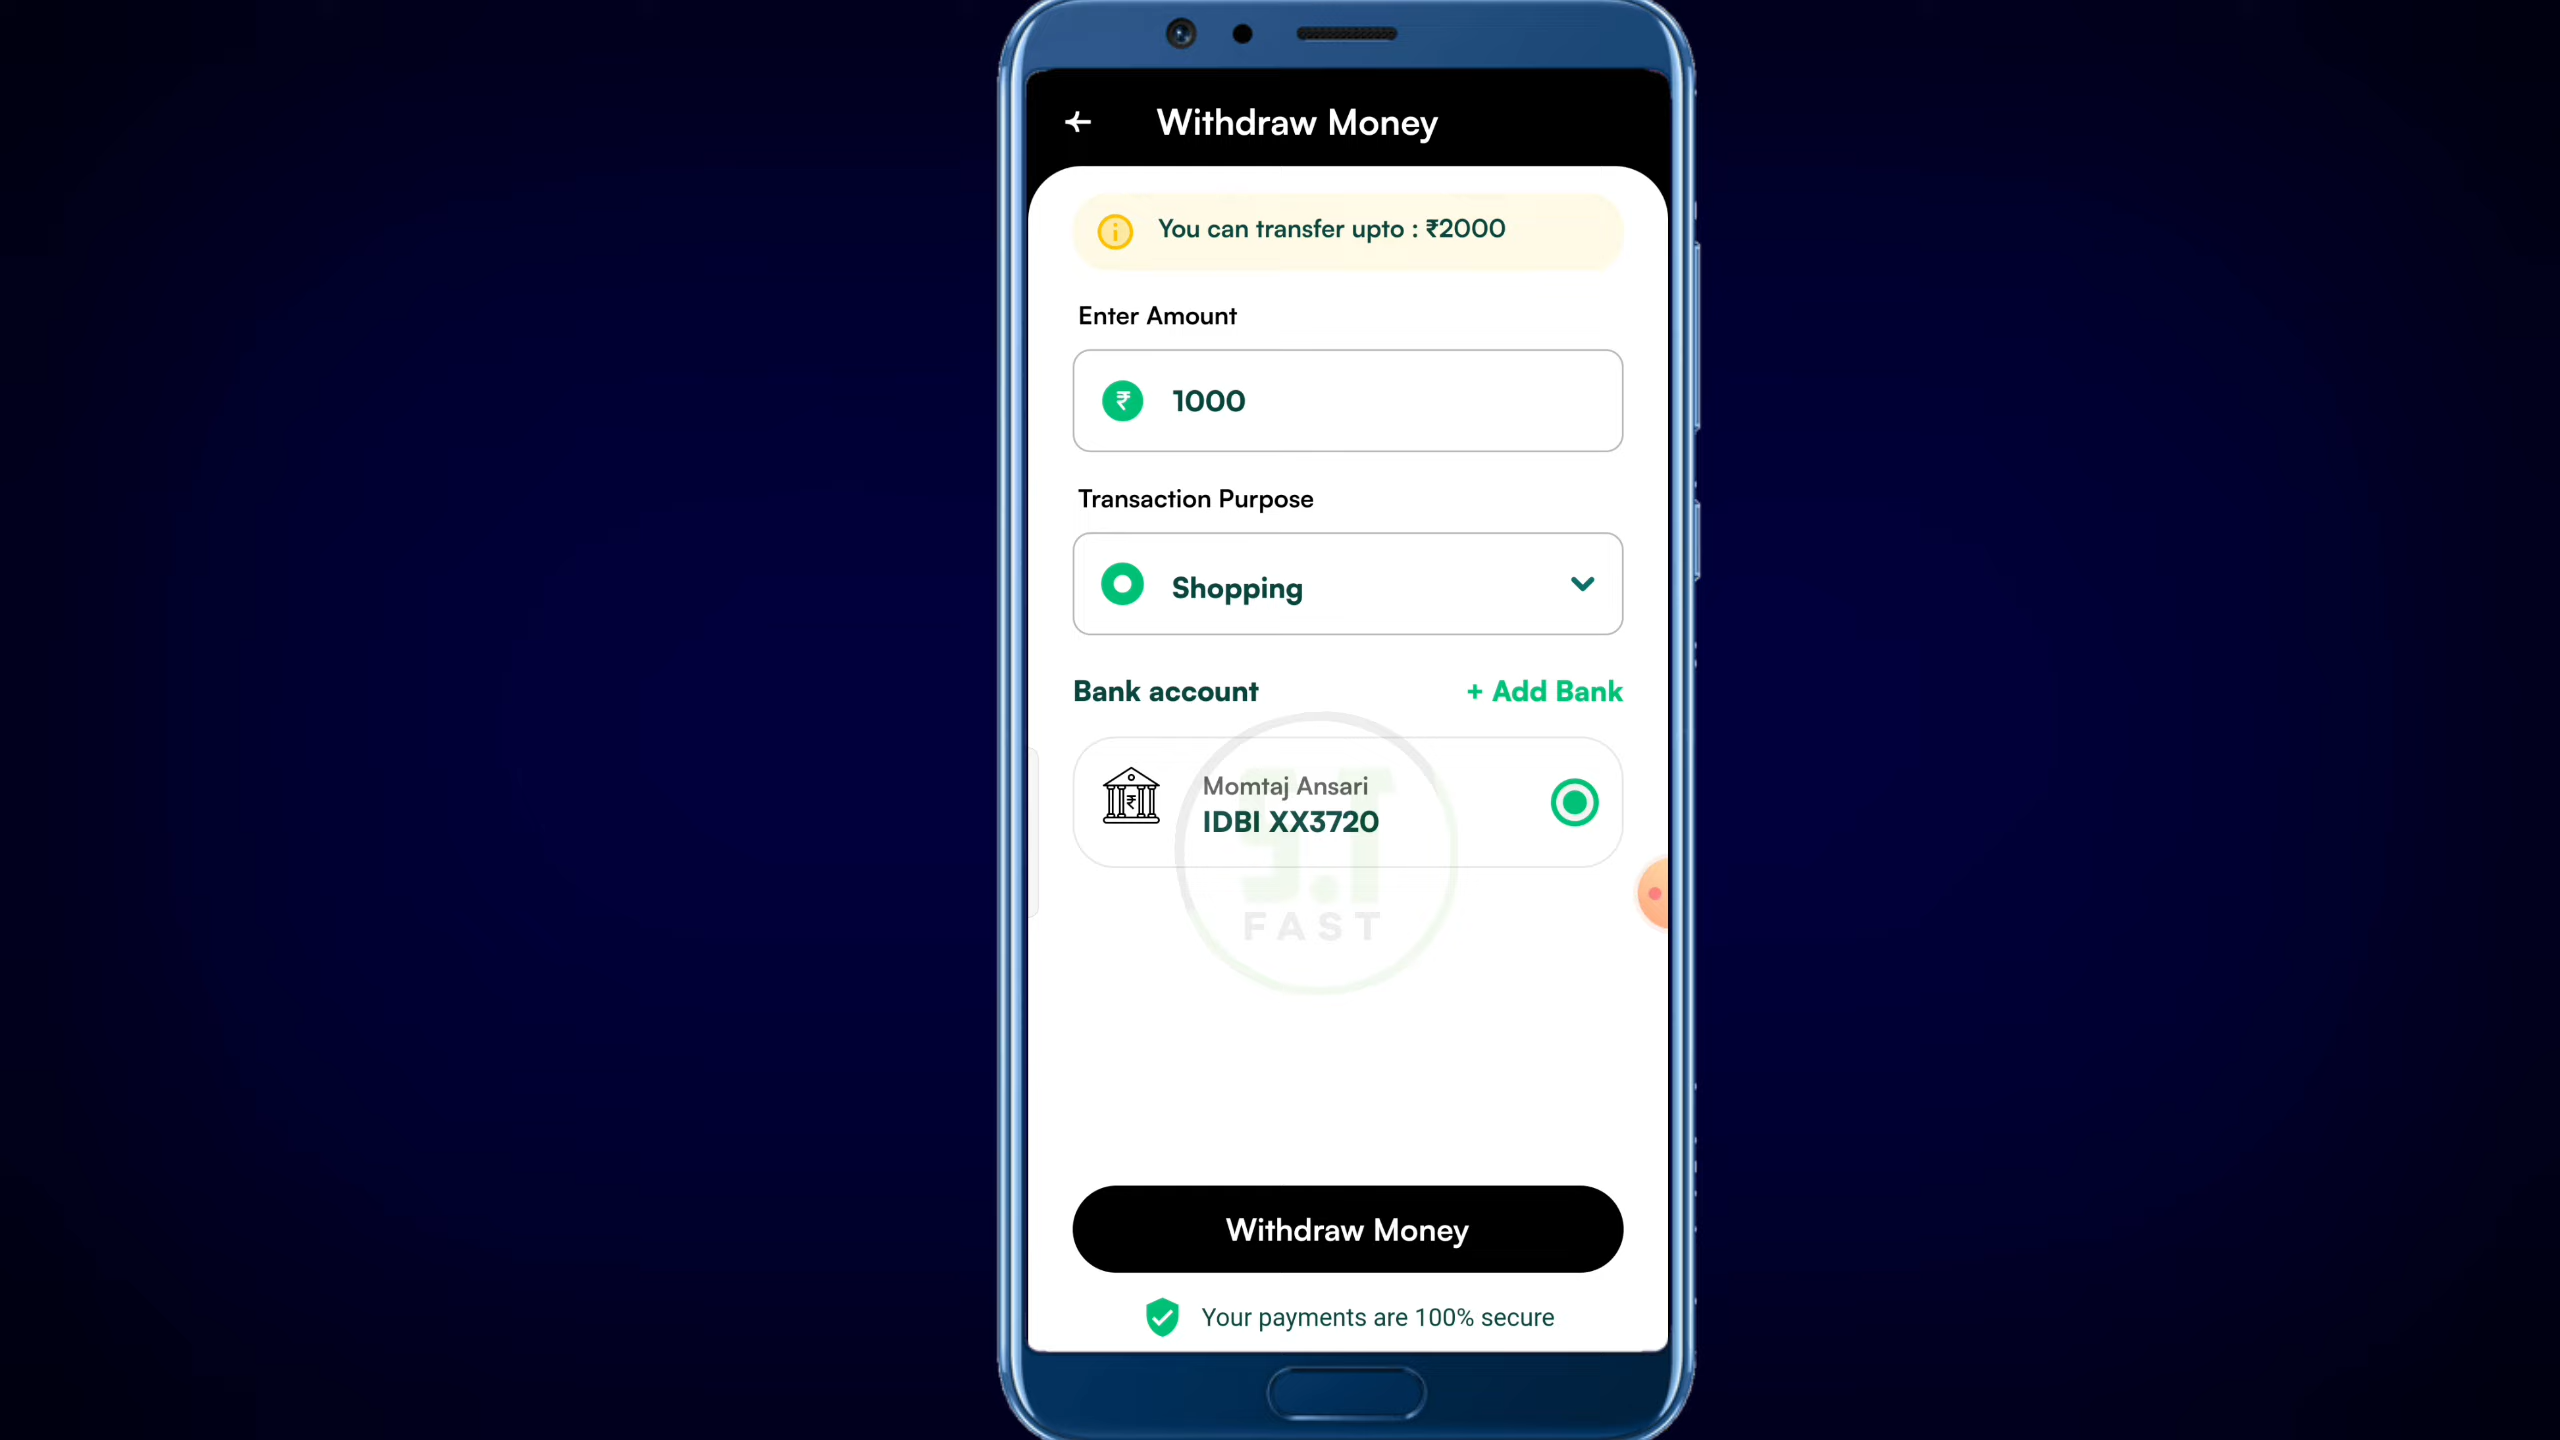 Withdraw Money
You can transfer upto : ₹2000
Enter Amount
₹ 1000
Transaction Purpose
Shopping
Bank account
+ Add Bank
Momtaj Ansari
IDBI XX3720
FAST
Withdraw Money
Your payments are 100% secure